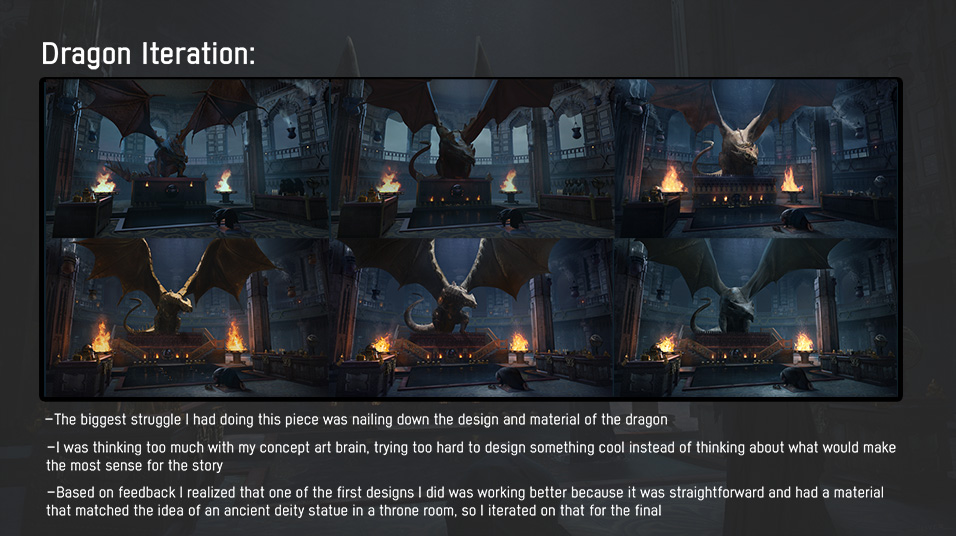 Dragon Iteration:
-The biggest struggle I had doing this piece was nailing down the design and material of the dragon
-I was thinking too much with my concept art brain, trying too hard to design something cool instead of thinking about what would make
the most sense for the story
-Based on feedback I realized that one of the first designs I did was working better because it was straightforward and had a material
that matched the idea of an ancient deity statue in a throne room, so I iterated on that for the final